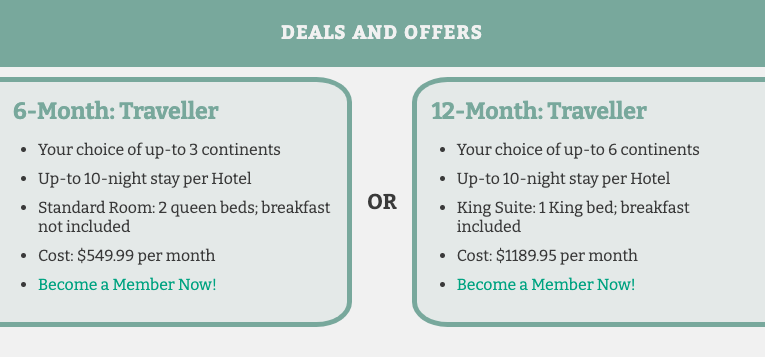 DEALS AND OFFERS
6-Month: Traveller
• Your choice of up-to 3 continents
• Up-to 10-night stay per Hotel
• Standard Room: 2 queen beds; breakfast
not included
• Cost: $549.99 per month
• Become a Member Now!
OR
12-Month: Traveller
• Your choice of up-to 6 continents
• Up-to 10-night stay per Hotel
• King Suite: 1 King bed; breakfast
included
• Cost: $1189.95 per month
• Become a Member Now!